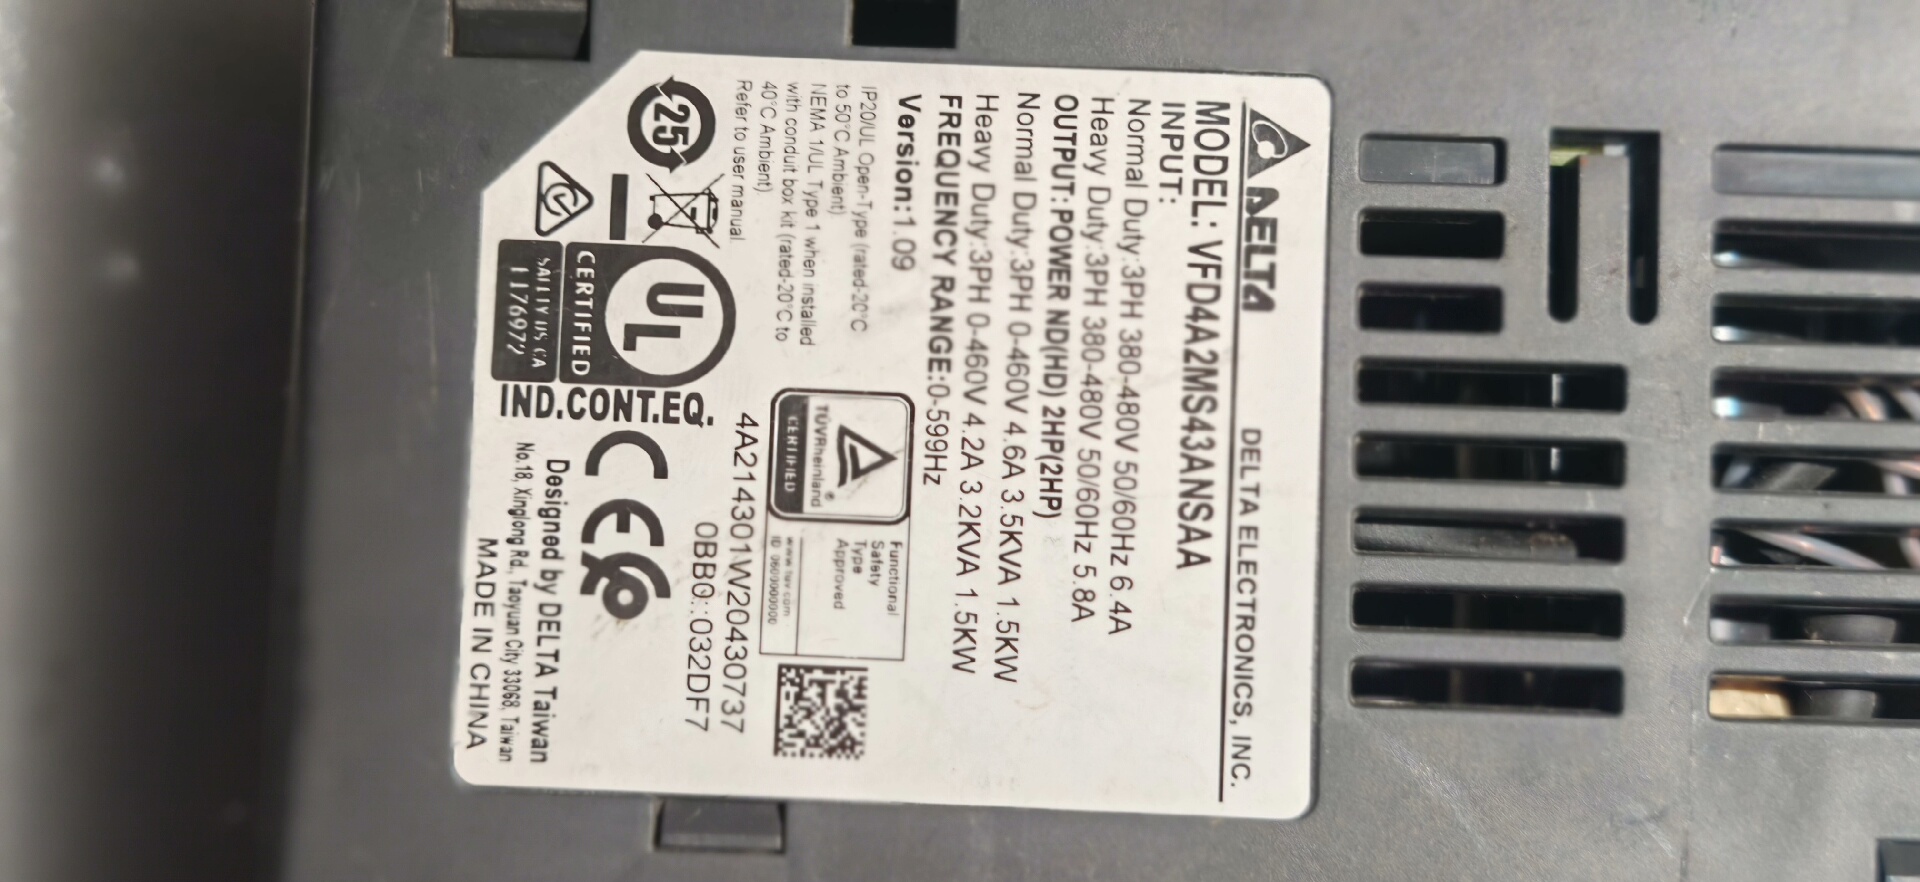 DELTA
DELTA ELECTRONICS, INC.
MODEL: VFD4A2MS43ANSAA
INPUT:
Normal Duty:3PH 380-480V 50/60Hz 6.4A
Heavy Duty:3PH 380-480V 50/60Hz 5.8A
OUTPUT:POWER ND(HD) 2HP(2HP)
Normal Duty:3PH 0-460V 4.6A 3.5KVA 1.5KW
Heavy Duty:3PH 0-460V 4.2A 3.2KVA 1.5KW
FREQUENCY RANGE:0-599Hz
Version:1.09
IP20/UL Open-Type (rated-20°C
to 50°C Ambient)
NEMA 1/UL Type 1 when installed
with conduit box kit (rated-20°C to
40°C Ambient)
Refer to user manual.
TÜVRheinland®
CERTIFIED
Functional
Safety
Type
Approved
www.tuv.com
ID 0600000000
25
UL
CERTIFIED
SAFETY US CA
IND.CONT.EQ.
4A214301W20430737
0BB0::032DF7
CE
Designed by DELTA Taiwan
No.18, Xinglong Rd., Taoyuan City 33068, Taiwan
MADE IN CHINA